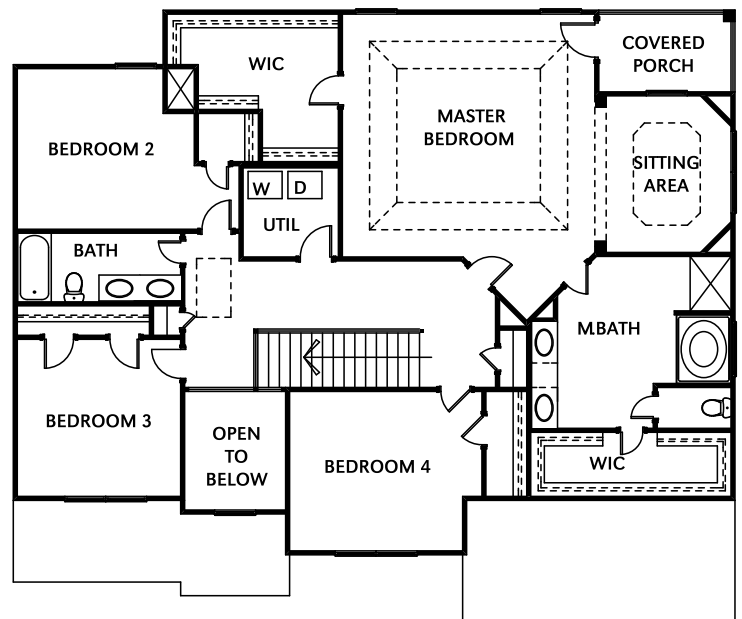 WIC
COVERED
PORCH
MASTER
BEDROOM
BEDROOM 2
SITTING
AREA
W
D
UTIL
BATH
M.BATH
BEDROOM 3
OPEN
TO
BELOW
BEDROOM 4
WIC